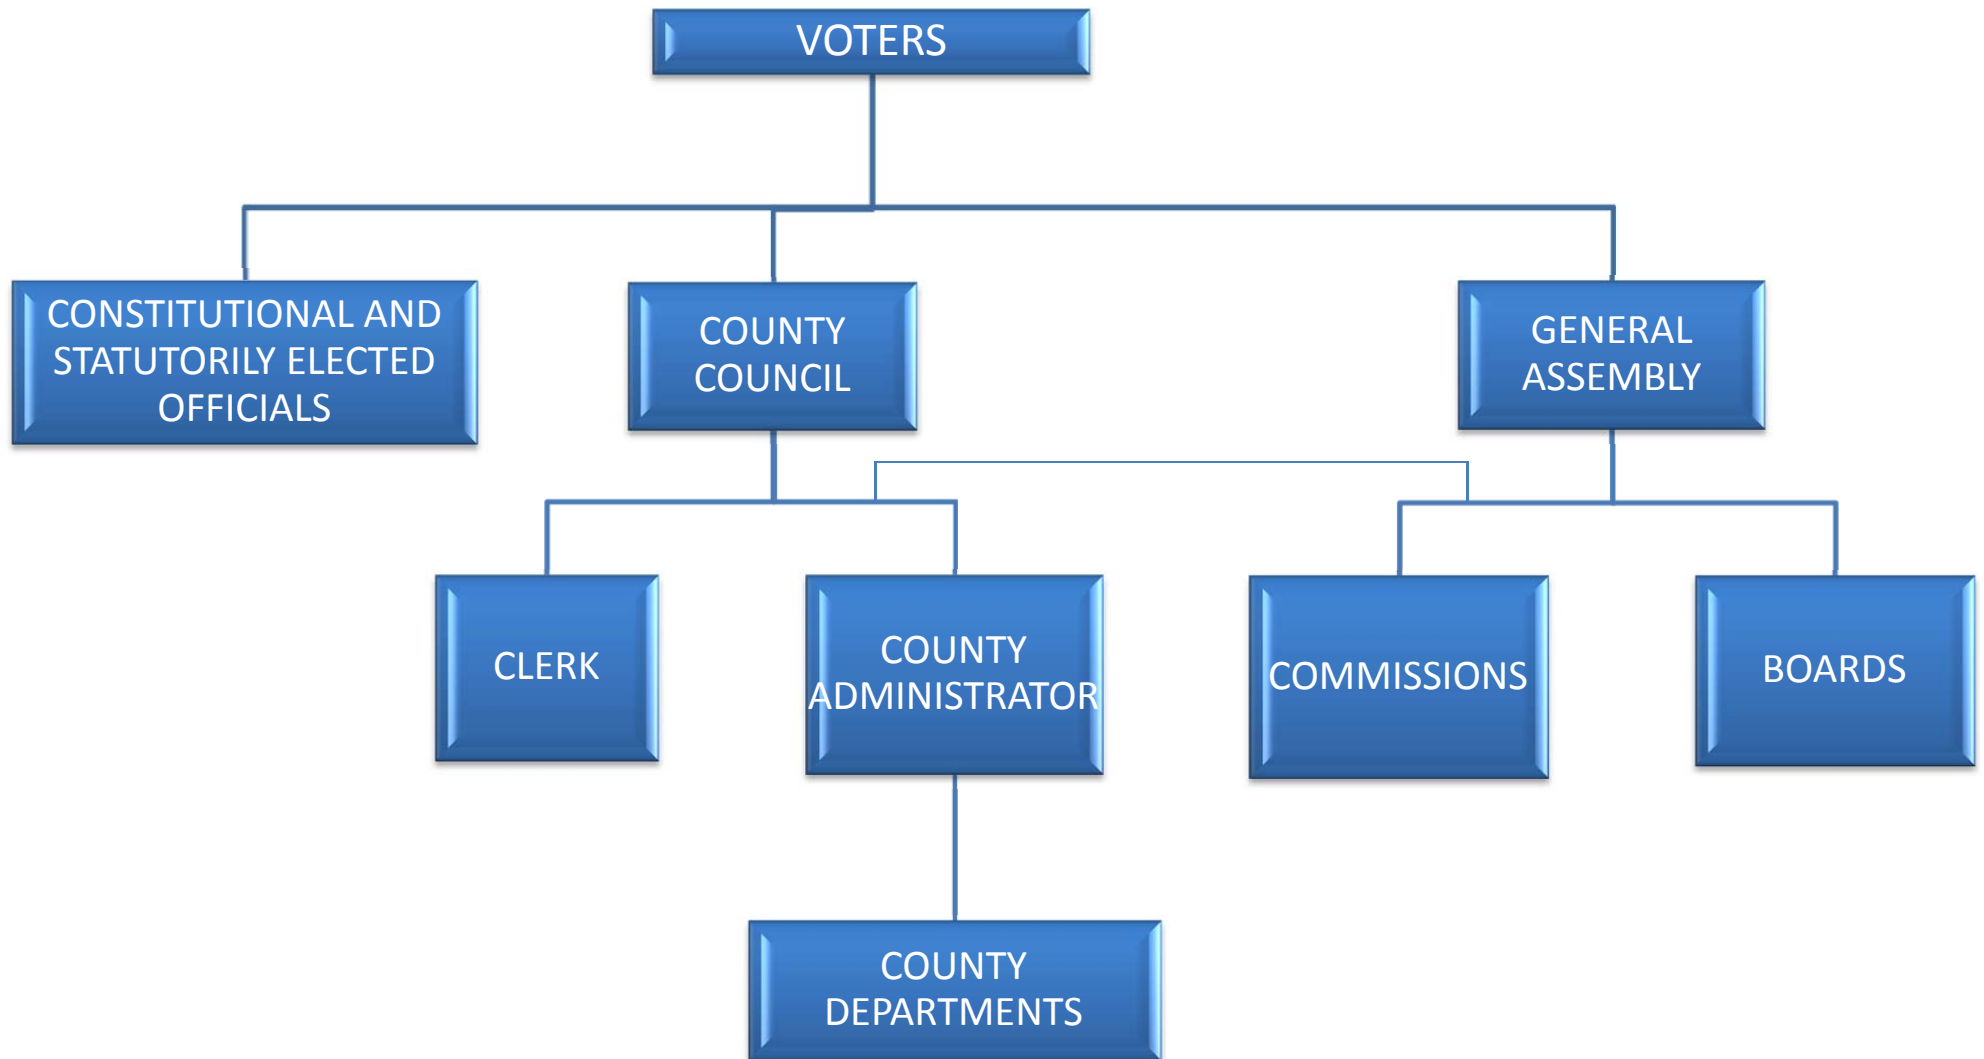 VOTERS
CONSTITUTIONAL AND
STATUTORILY ELECTED
OFFICIALS
COUNTY
COUNCIL
GENERAL
ASSEMBLY
CLERK
COUNTY
ADMINISTRATOR
COMMISSIONS
BOARDS
COUNTY
DEPARTMENTS